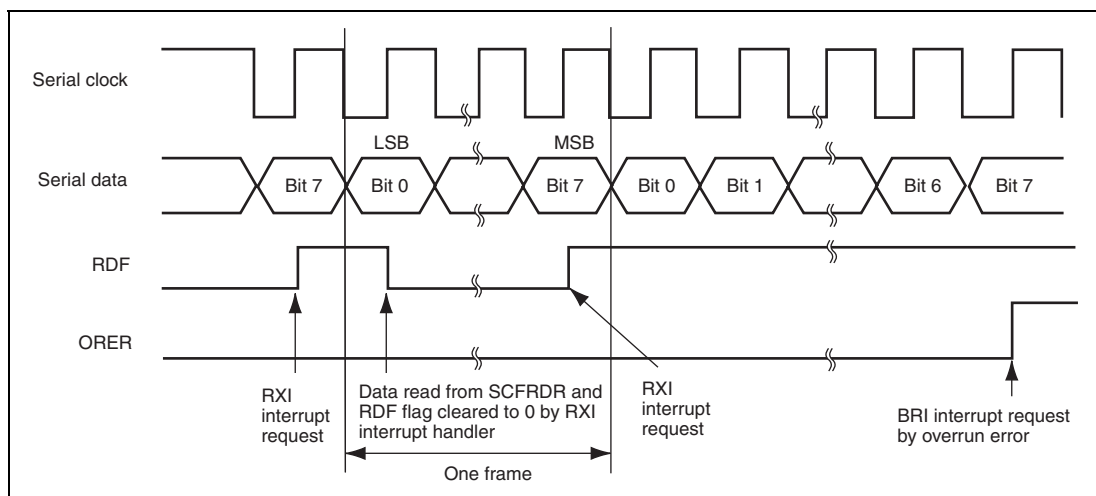 Serial clock
LSB
MSB
Serial data
Bit 7
Bit 0
Bit 7
Bit 0
Bit 1
Bit 6
Bit 7
RDF
ORER
RXI
interrupt
request
Data read from SCFRDR and
RDF flag cleared to 0 by RXI
interrupt handler
RXI
interrupt
request
BRI interrupt request
by overrun error
One frame